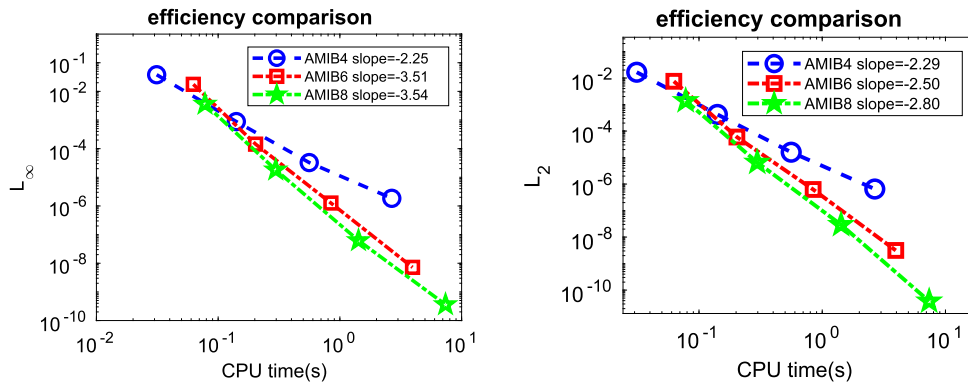 efficiency comparison
AMIB4 slope=-2.25
AMIB6 slope=-3.51
AMIB8 slope=-3.54
10^-1
10^-2
10^-4
10^-6
10^-8
10^-10
L_∞
10^-2
10^-1
10^0
10^1
CPU time(s)
efficiency comparison
AMIB4 slope=-2.29
AMIB6 slope=-2.50
AMIB8 slope=-2.80
10^-2
10^-4
10^-6
10^-8
10^-10
L_2
10^-1
10^0
10^1
CPU time(s)